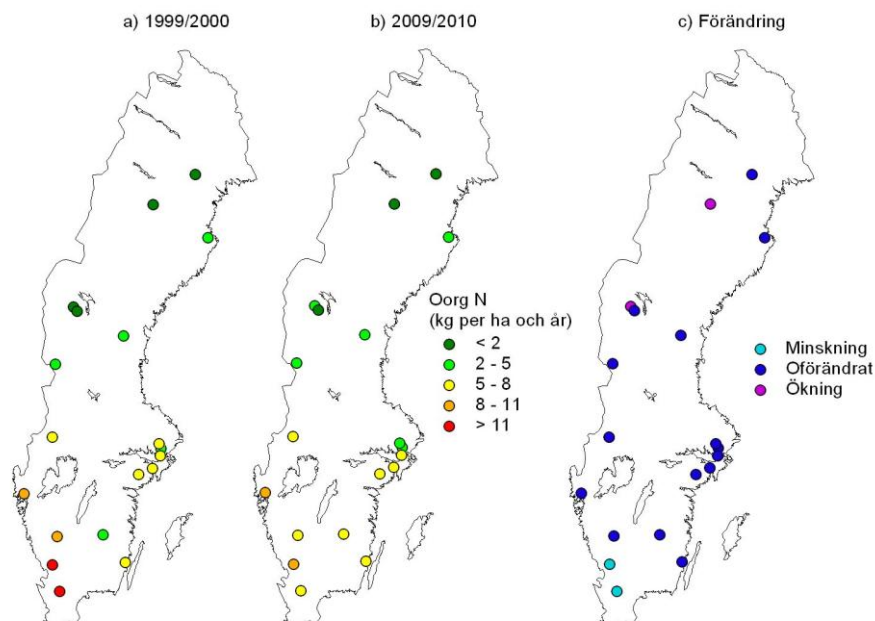 a) 1999/2000
b) 2009/2010
c) Förändring
Oorg N
(kg per ha och år)
< 2
2 - 5
5 - 8
8 - 11
> 11
Minskning
Oförändrat
Ökning